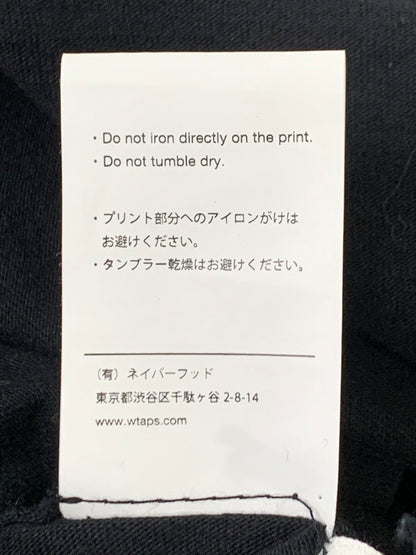 ・Do not iron directly on the print.
・Do not tumble dry.
・プリント部分へのアイロンがけは
お避けください。
・タンブラー乾燥はお避けください。
（有）ネイバーフッド
東京都渋谷区千駄ヶ谷 2-8-14
www.wtaps.com